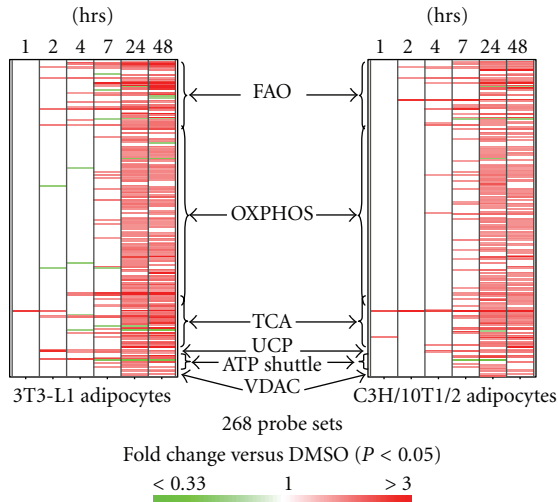 (hrs) (hrs)
1 2 4 7 24 48 1 2 4 7 24 48
FAO
OXPHOS
TCA
UCP
ATP shuttle
VDAC
3T3-L1 adipocytes C3H/10T1/2 adipocytes
268 probe sets
Fold change versus DMSO (P < 0.05)
< 0.33 1 > 3